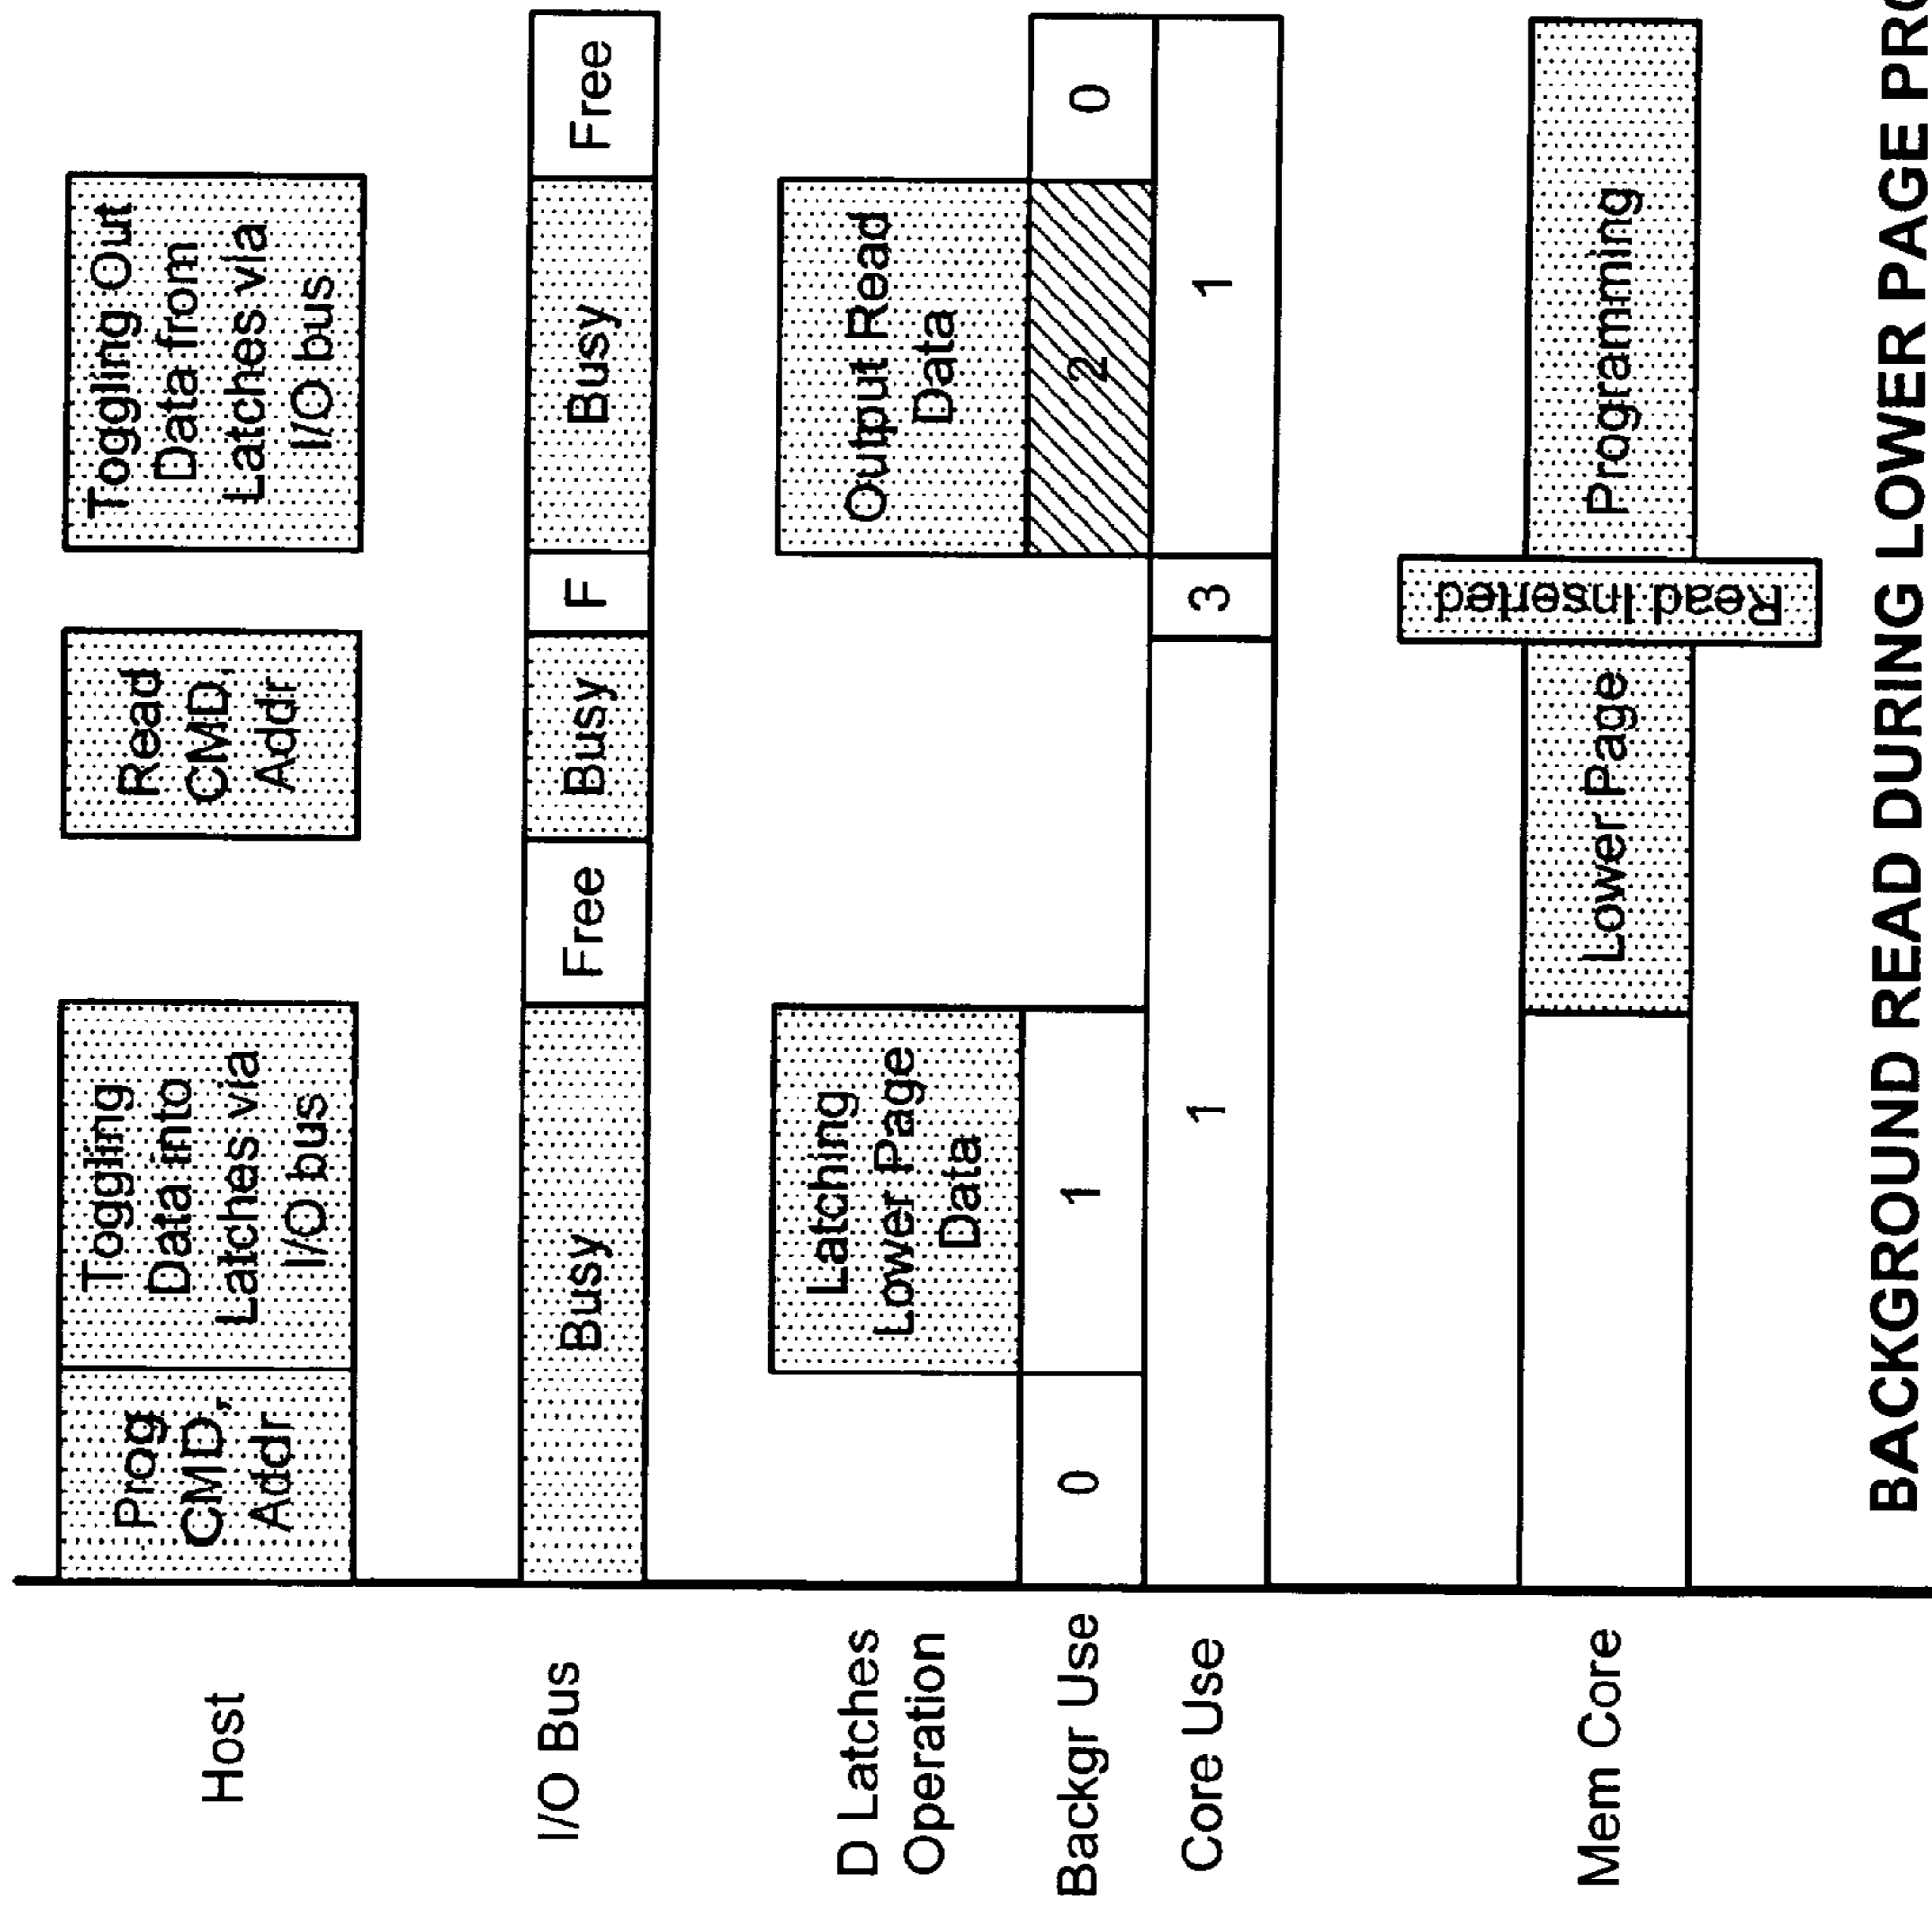 Host
Prog
CMD,
Addr
Toggling
Data into
Latches via
I/O bus
Read
CMD,
Addr
Toggling Out
Data from
Latches via
I/O bus
I/O Bus
Busy
Free
Busy
F
Busy
Free
D Latches
Operation
Latching
Lower Page
Data
Output Read
Data
Backgr Use
0
1
2
0
Core Use
1
3
1
Mem Core
Lower Page
Read Inserted
Programming
BACKGROUND READ DURING LOWER PAGE